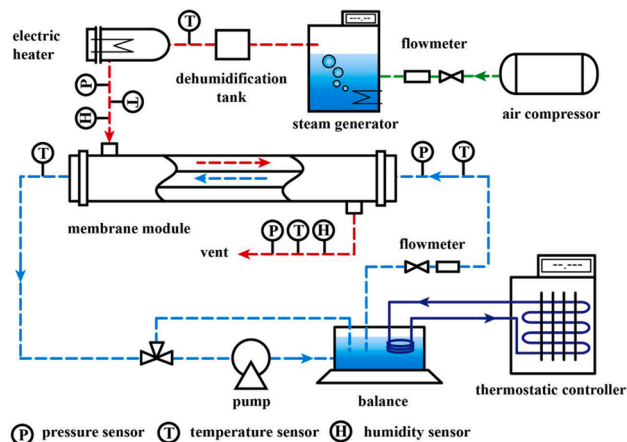 electric
heater
T
dehumidification
tank
--.--
steam generator
flowmeter
air compressor
P
T
H
T
P
T
membrane module
vent
P
T
H
flowmeter
--.--
pump
balance
thermostatic controller
P pressure sensor T temperature sensor H humidity sensor